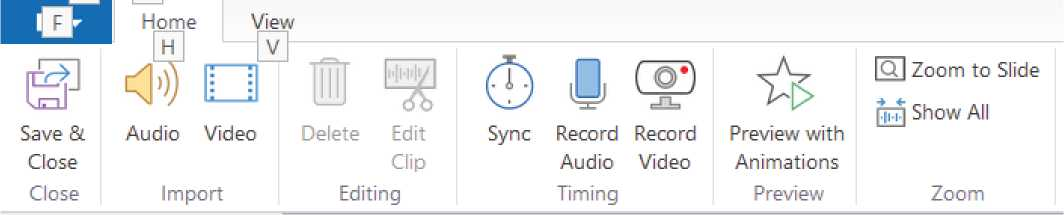 F
Home View
H V
Save & Audio Video Delete Edit Sync Record Record Preview with Zoom to Slide
Close Clip Audio Video Animations Show All
Close Import Editing Timing Preview Zoom